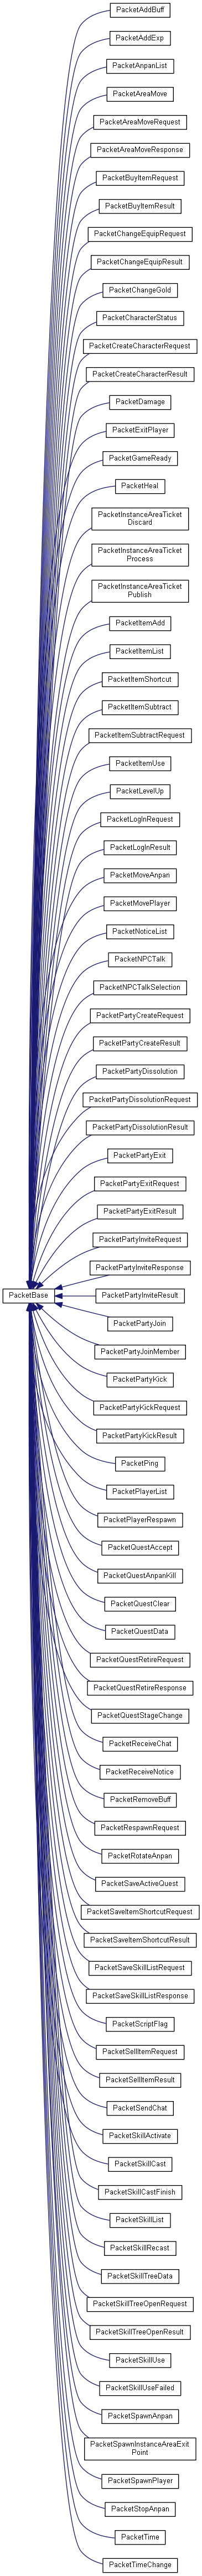 PacketAddBuff
PacketAddExp
PacketAnpanList
PacketAreaMove
PacketAreaMoveRequest
PacketAreaMoveResponse
PacketBuyItemRequest
PacketBuyItemResult
PacketChangeEquipRequest
PacketChangeEquipResult
PacketChangeGold
PacketCharacterStatus
PacketCreateCharacterRequest
PacketCreateCharacterResult
PacketDamage
PacketExitPlayer
PacketGameReady
PacketHeal
PacketInstanceAreaTicket
Discard
PacketInstanceAreaTicket
Process
PacketInstanceAreaTicket
Publish
PacketItemAdd
PacketItemList
PacketItemShortcut
PacketItemSubtract
PacketItemSubtractRequest
PacketItemUse
PacketLevelUp
PacketLogInRequest
PacketLogInResult
PacketMoveAnpan
PacketMovePlayer
PacketNoticeList
PacketNPCTalk
PacketNPCTalkSelection
PacketPartyCreateRequest
PacketPartyCreateResult
PacketPartyDissolution
PacketPartyDissolutionRequest
PacketPartyDissolutionResult
PacketPartyExit
PacketPartyExitRequest
PacketPartyExitResult
PacketPartyInviteRequest
PacketPartyInviteResponse
PacketBase
PacketPartyInviteResult
PacketPartyJoin
PacketPartyJoinMember
PacketPartyKick
PacketPartyKickRequest
PacketPartyKickResult
PacketPing
PacketPlayerList
PacketPlayerRespawn
PacketQuestAccept
PacketQuestAnpanKill
PacketQuestClear
PacketQuestData
PacketQuestRetireRequest
PacketQuestRetireResponse
PacketQuestStageChange
PacketReceiveChat
PacketReceiveNotice
PacketRemoveBuff
PacketRespawnRequest
PacketRotateAnpan
PacketSaveActiveQuest
PacketSaveItemShortcutRequest
PacketSaveItemShortcutResult
PacketSaveSkillListRequest
PacketSaveSkillListResponse
PacketScriptFlag
PacketSellItemRequest
PacketSellItemResult
PacketSendChat
PacketSkillActivate
PacketSkillCast
PacketSkillCastFinish
PacketSkillList
PacketSkillRecast
PacketSkillTreeData
PacketSkillTreeOpenRequest
PacketSkillTreeOpenResult
PacketSkillUse
PacketSkillUseFailed
PacketSpawnAnpan
PacketSpawnInstanceAreaExit
Point
PacketSpawnPlayer
PacketStopAnpan
PacketTime
PacketTimeChange